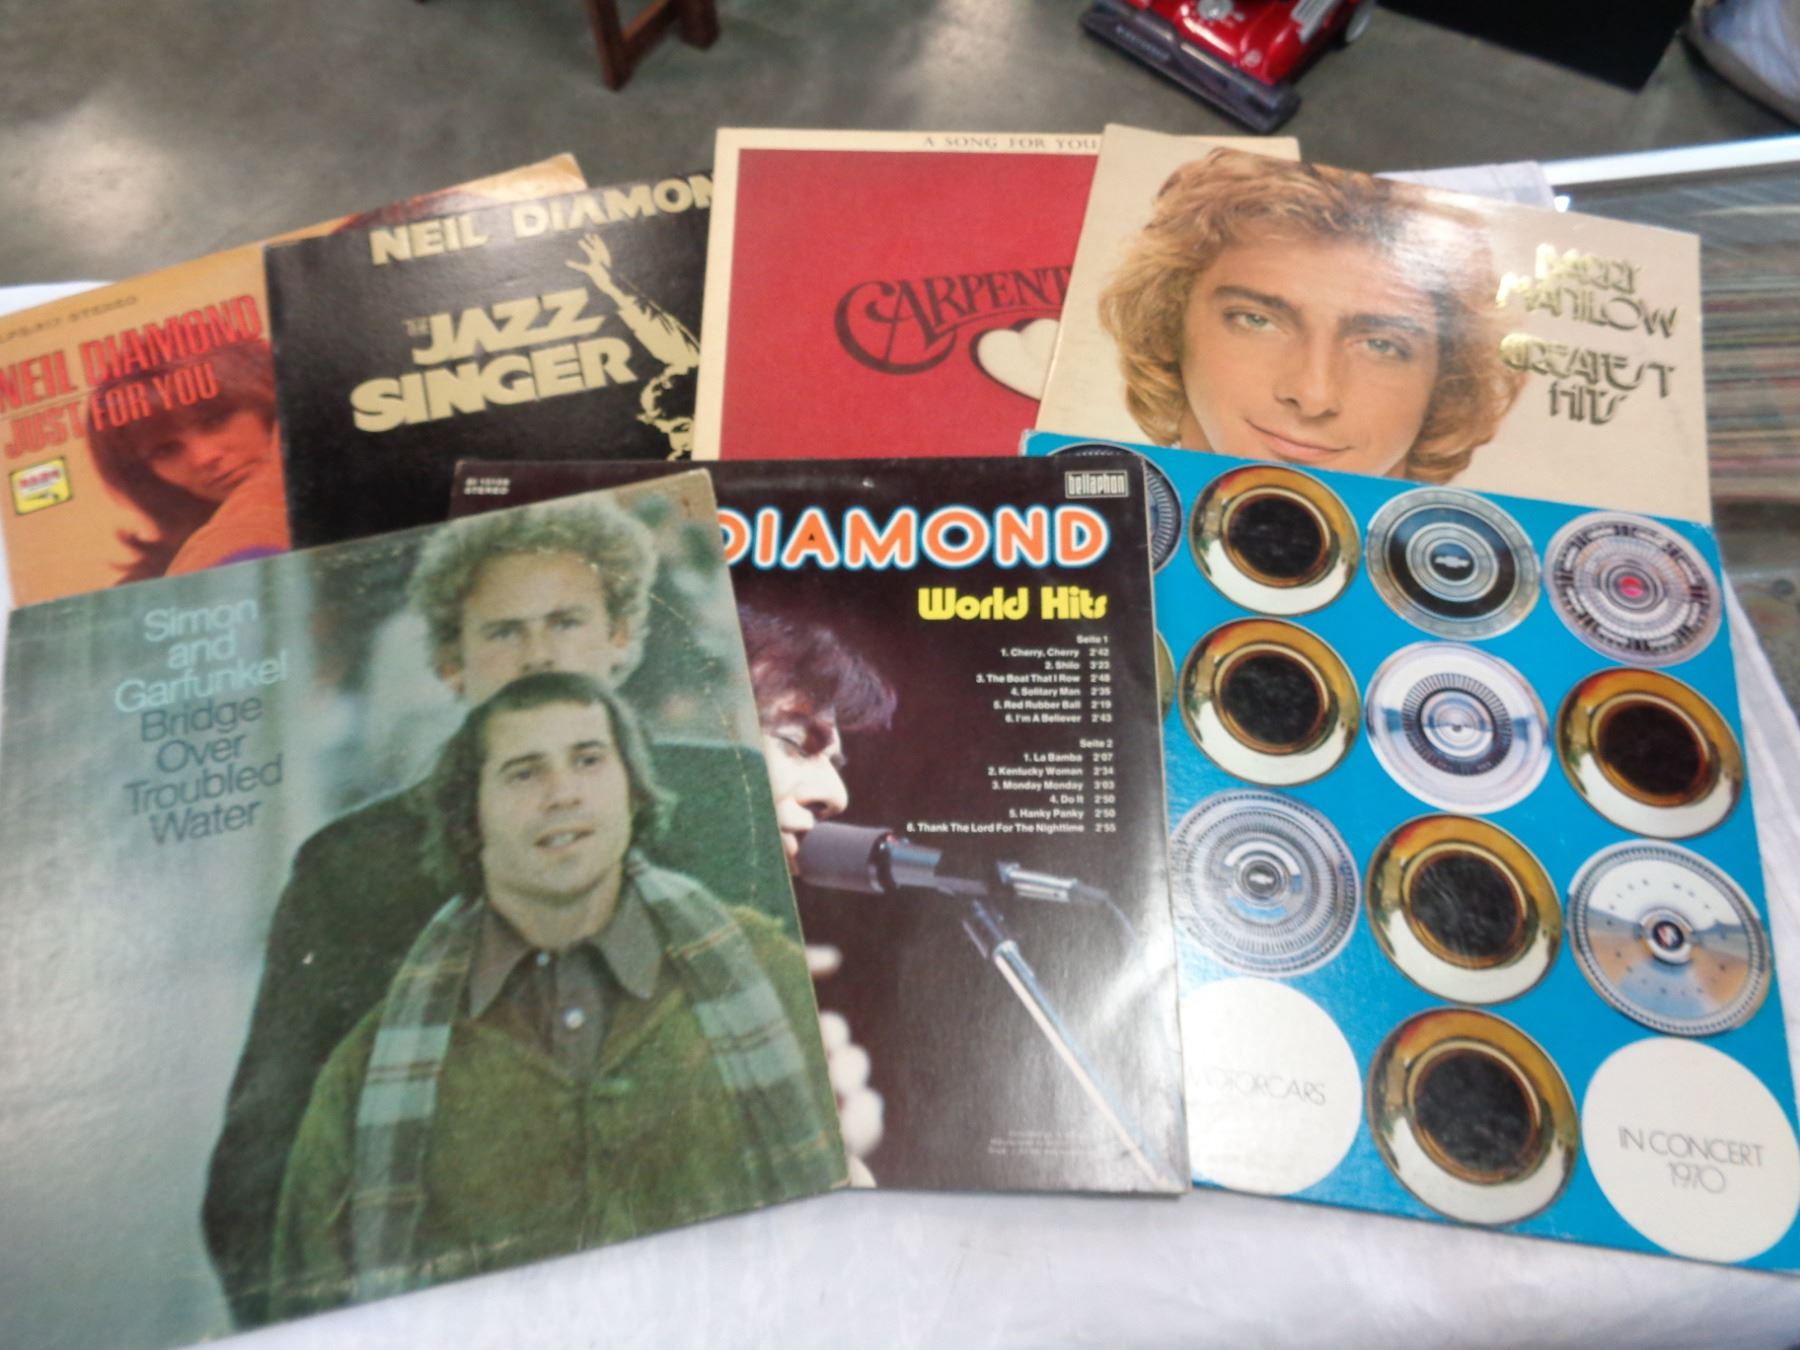 STEREO
NEIL DIAMOND
JUST FOR YOU
NEIL DIAMON
THE
JAZZ
SINGER
A SONG FOR YOU
CARPENT
BARRY
MANILOW
GREATEST
HITS
Simon
and
Garfunkel
Bridge
Over
Troubled
Water
STEREO
bellaphon
DIAMOND
World Hits
Seite 1
1. Cherry, Cherry 2'42
2. Shilo 3'23
3. The Boat That I Row 2'48
4. Solitary Man 2'35
5. Red Rubber Ball 2'19
6. I'm A Believer 2'43
Seite 2
1. La Bamba 2'07
2. Kentucky Woman 2'34
3. Monday Monday 3'03
4. Do It 2'50
5. Hanky Panky 2'50
6. Thank The Lord For The Nighttime 2'55
MOTORCARS
IN CONCERT
1970